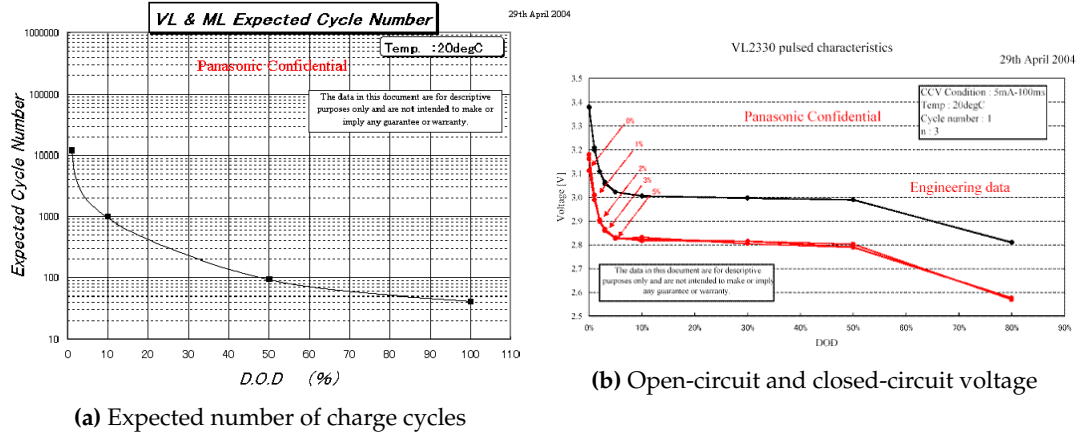 VL & ML Expected Cycle Number
29th April 2004
1000000
Temp. :20degC
Panasonic Confidential
The data in this document are for descriptive
purposes only and are not intended to make or
imply any guarantee or warranty.
100000
10000
1000
100
10
Expected Cycle Number
0 10 20 30 40 50 60 70 80 90 100 110
D.O.D (%)
(a) Expected number of charge cycles
VL2330 pulsed characteristics
29th April 2004
3.5
3.4
3.3
3.2
3.1
3.0
2.9
2.8
2.7
2.6
2.5
Voltage [V]
CCV Condition : 5mA-100ms
Temp : 20degC
Cycle number : 1
n : 3
Panasonic Confidential
Engineering data
0%
1%
2%
3%
5%
The data in this document are for descriptive
purposes only and are not intended to make or imply
any guarantee or warranty.
0% 10% 20% 30% 40% 50% 60% 70% 80% 90%
DOD
(b) Open-circuit and closed-circuit voltage